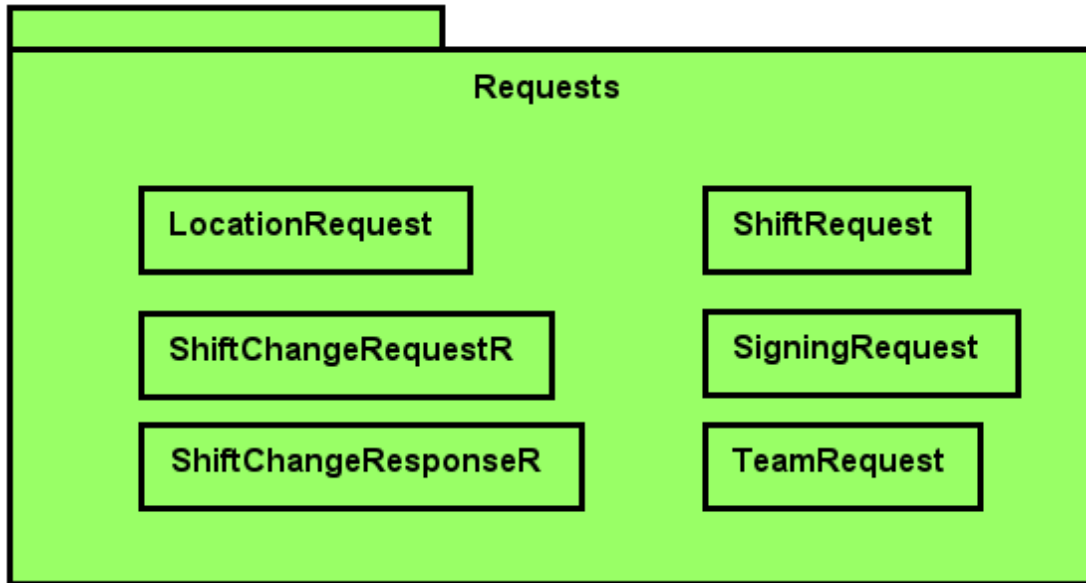 Requests
LocationRequest
ShiftRequest
ShiftChangeRequestR
SigningRequest
ShiftChangeResponseR
TeamRequest